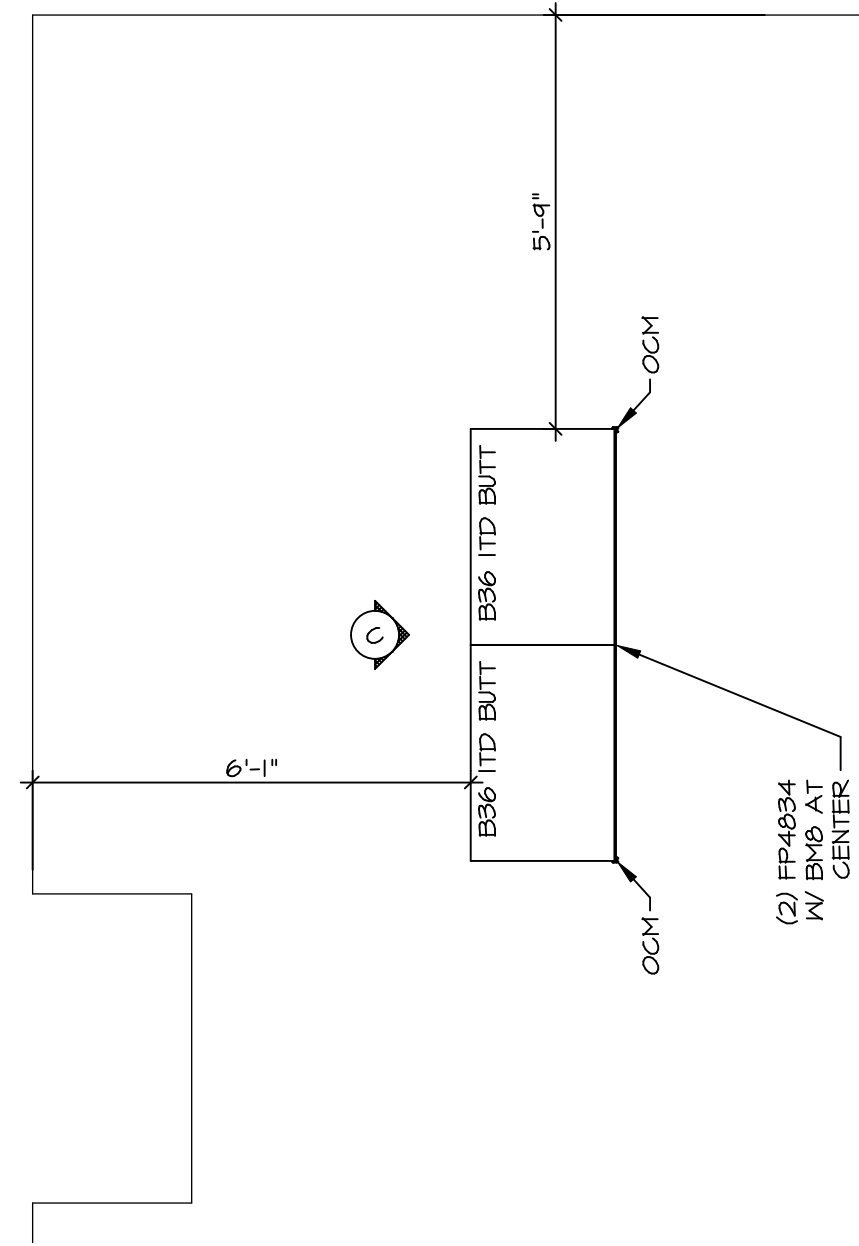 5'-9"
OCM
B36 1TD BUTT
C
B36 1TD BUTT
6'-1"
OCM
(2) FP4834
W/ BM8 AT
CENTER